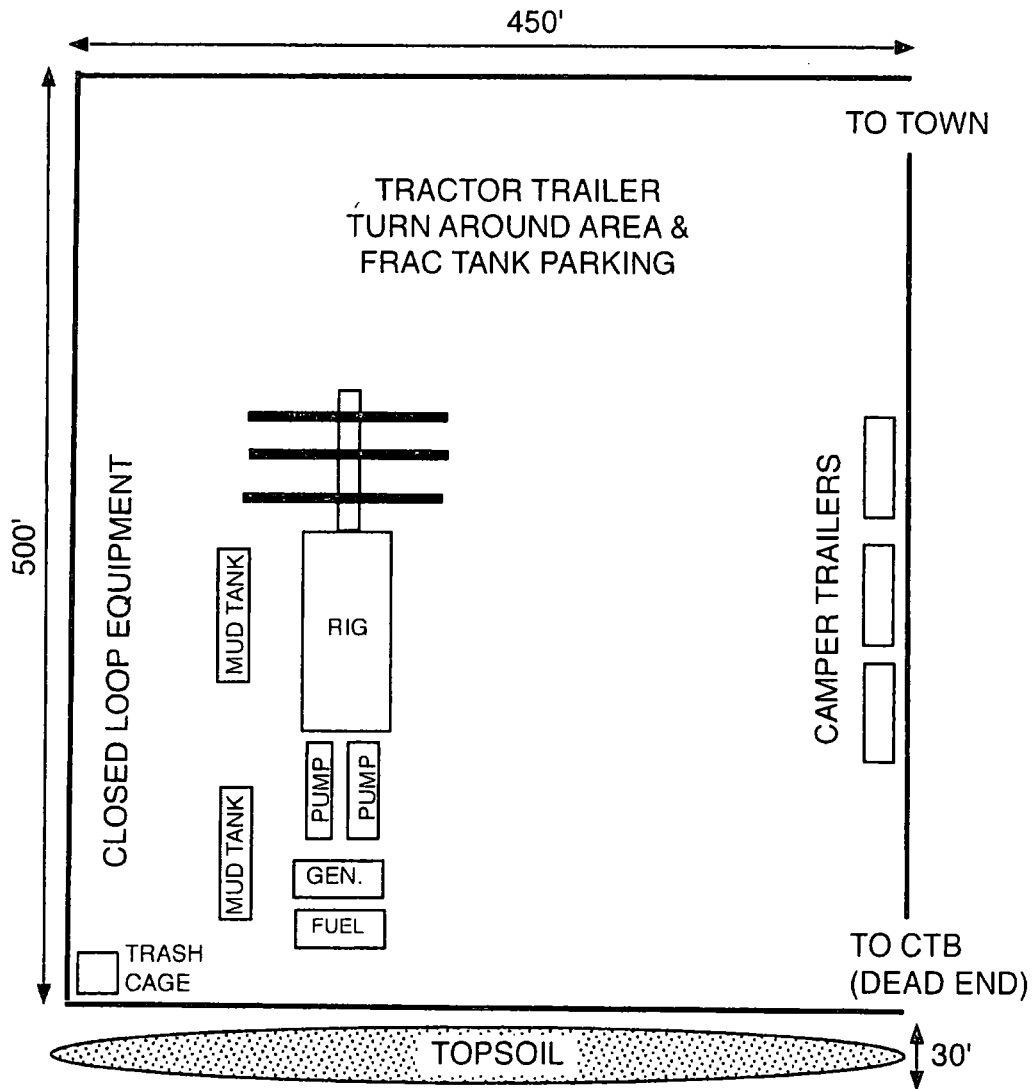 450'
TO TOWN
TRACTOR TRAILER
TURN AROUND AREA &
FRAC TANK PARKING
500'
CLOSED LOOP EQUIPMENT
MUD TANK
RIG
CAMPER TRAILERS
PUMP
PUMP
MUD TANK
GEN.
FUEL
TRASH
CAGE
TO CTB
(DEAD END)
TOPSOIL
30'